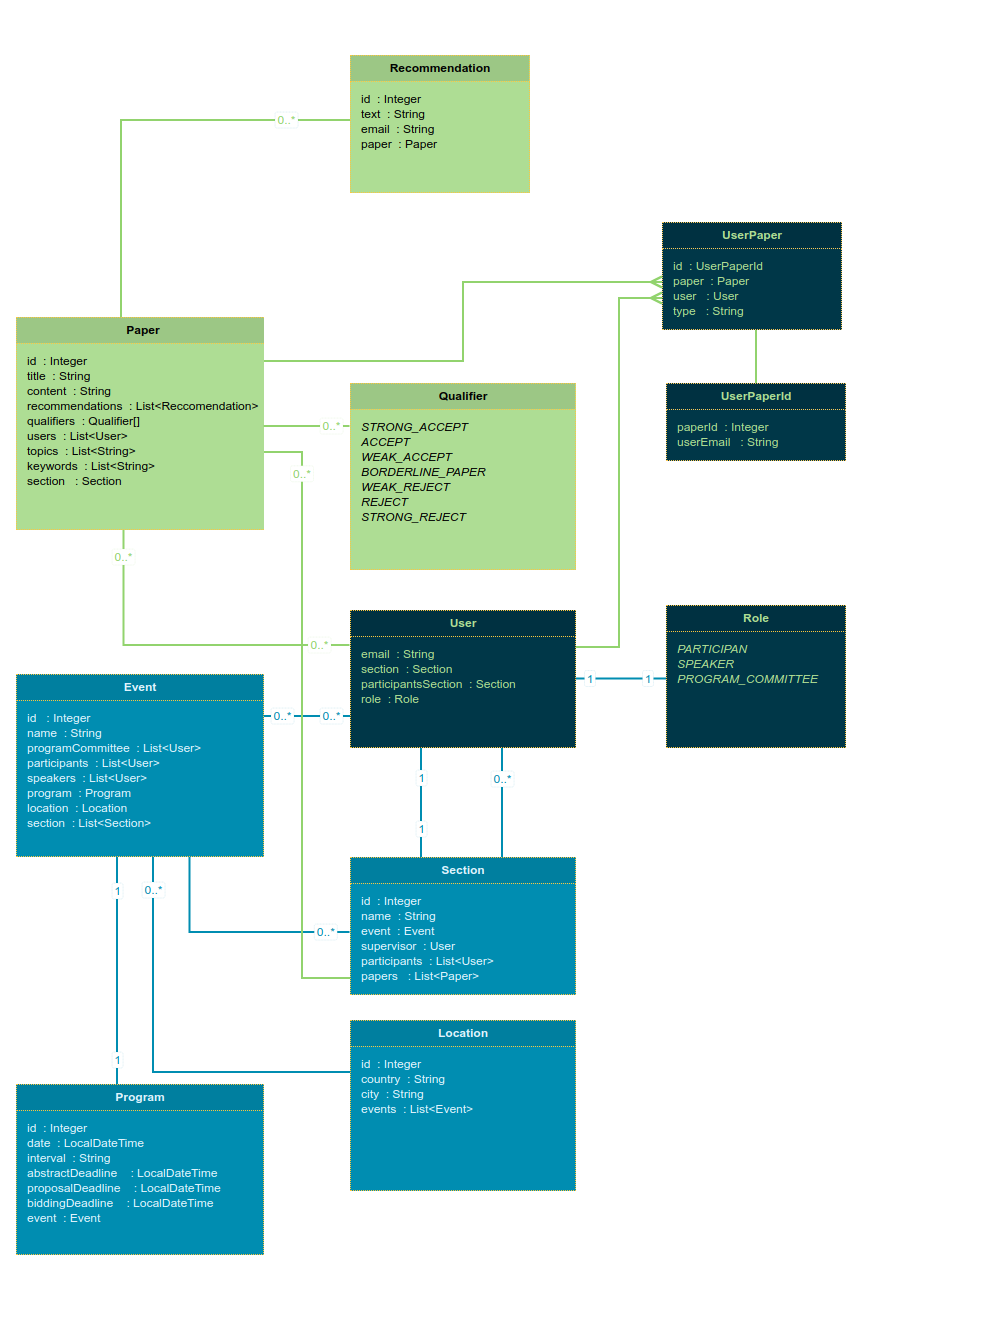 Recommendation
id : Integer
text : String
email : String
paper : Paper
0..*
UserPaper
id : UserPaperId
paper : Paper
user : User
type : String
Paper
id : Integer
title : String
content : String
recommendations : List<Reccomendation>
qualifiers : Qualifier[]
users : List<User>
topics : List<String>
keywords : List<String>
section : Section
0..*
0..*
0..*
Qualifier
STRONG_ACCEPT
ACCEPT
WEAK_ACCEPT
BORDERLINE_PAPER
WEAK_REJECT
REJECT
STRONG_REJECT
UserPaperId
paperId : Integer
userEmail : String
0..*
User
email : String
section : Section
participantsSection : Section
role : Role
1
1
Role
PARTICIPAN
SPEAKER
PROGRAM_COMMITTEE
Event
id : Integer
name : String
programCommittee : List<User>
participants : List<User>
speakers : List<User>
program : Program
location : Location
section : List<Section>
0..*
0..*
1
0..*
1
1
0..*
0..*
Section
id : Integer
name : String
event : Event
supervisor : User
participants : List<User>
papers : List<Paper>
Location
id : Integer
country : String
city : String
events : List<Event>
1
Program
id : Integer
date : LocalDateTime
interval : String
abstractDeadline : LocalDateTime
proposalDeadline : LocalDateTime
biddingDeadline : LocalDateTime
event : Event